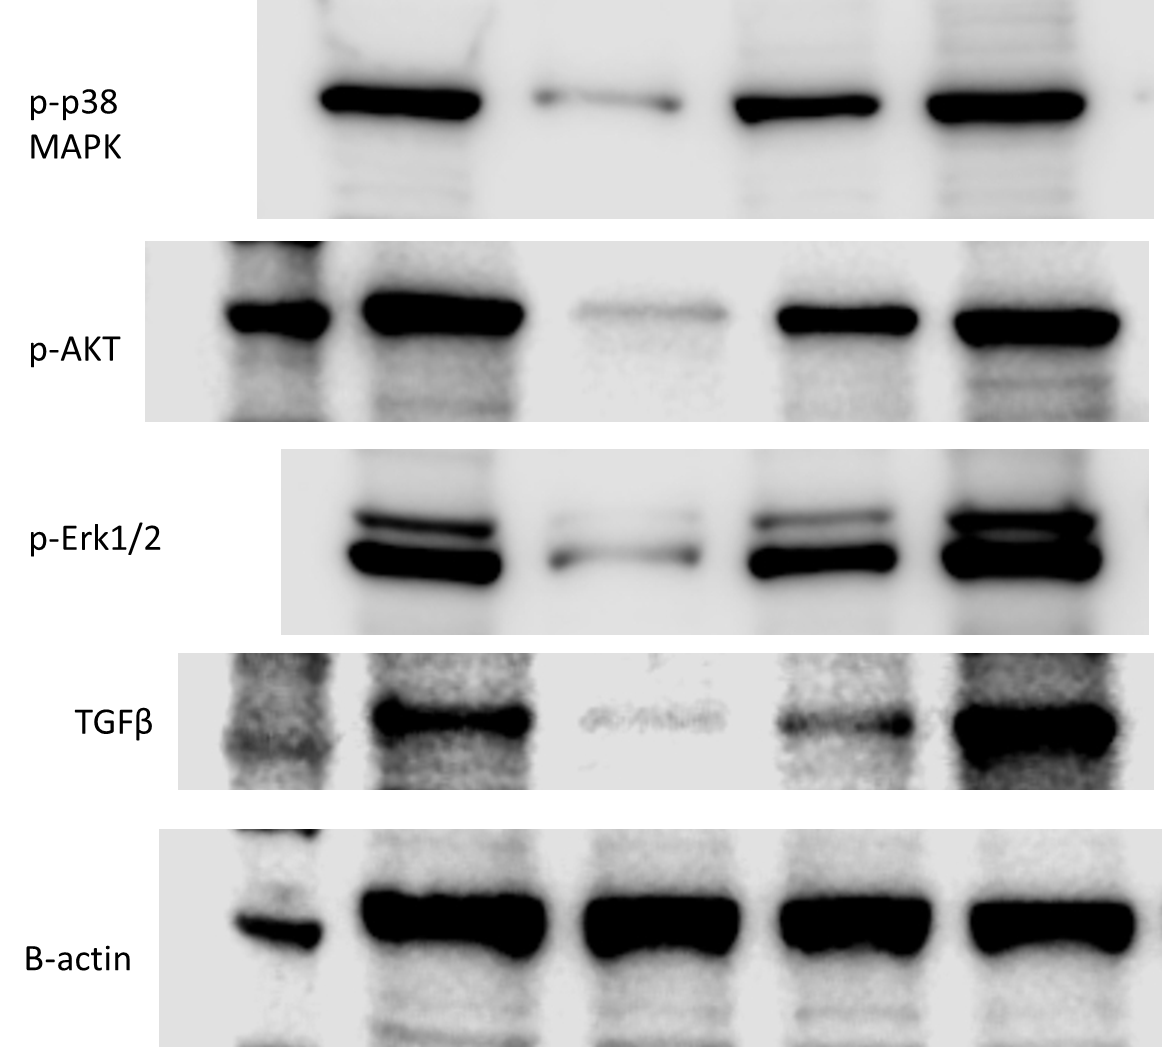 p-p38
MAPK
p-AKT
p-Erk1/2
TGFβ
B-actin